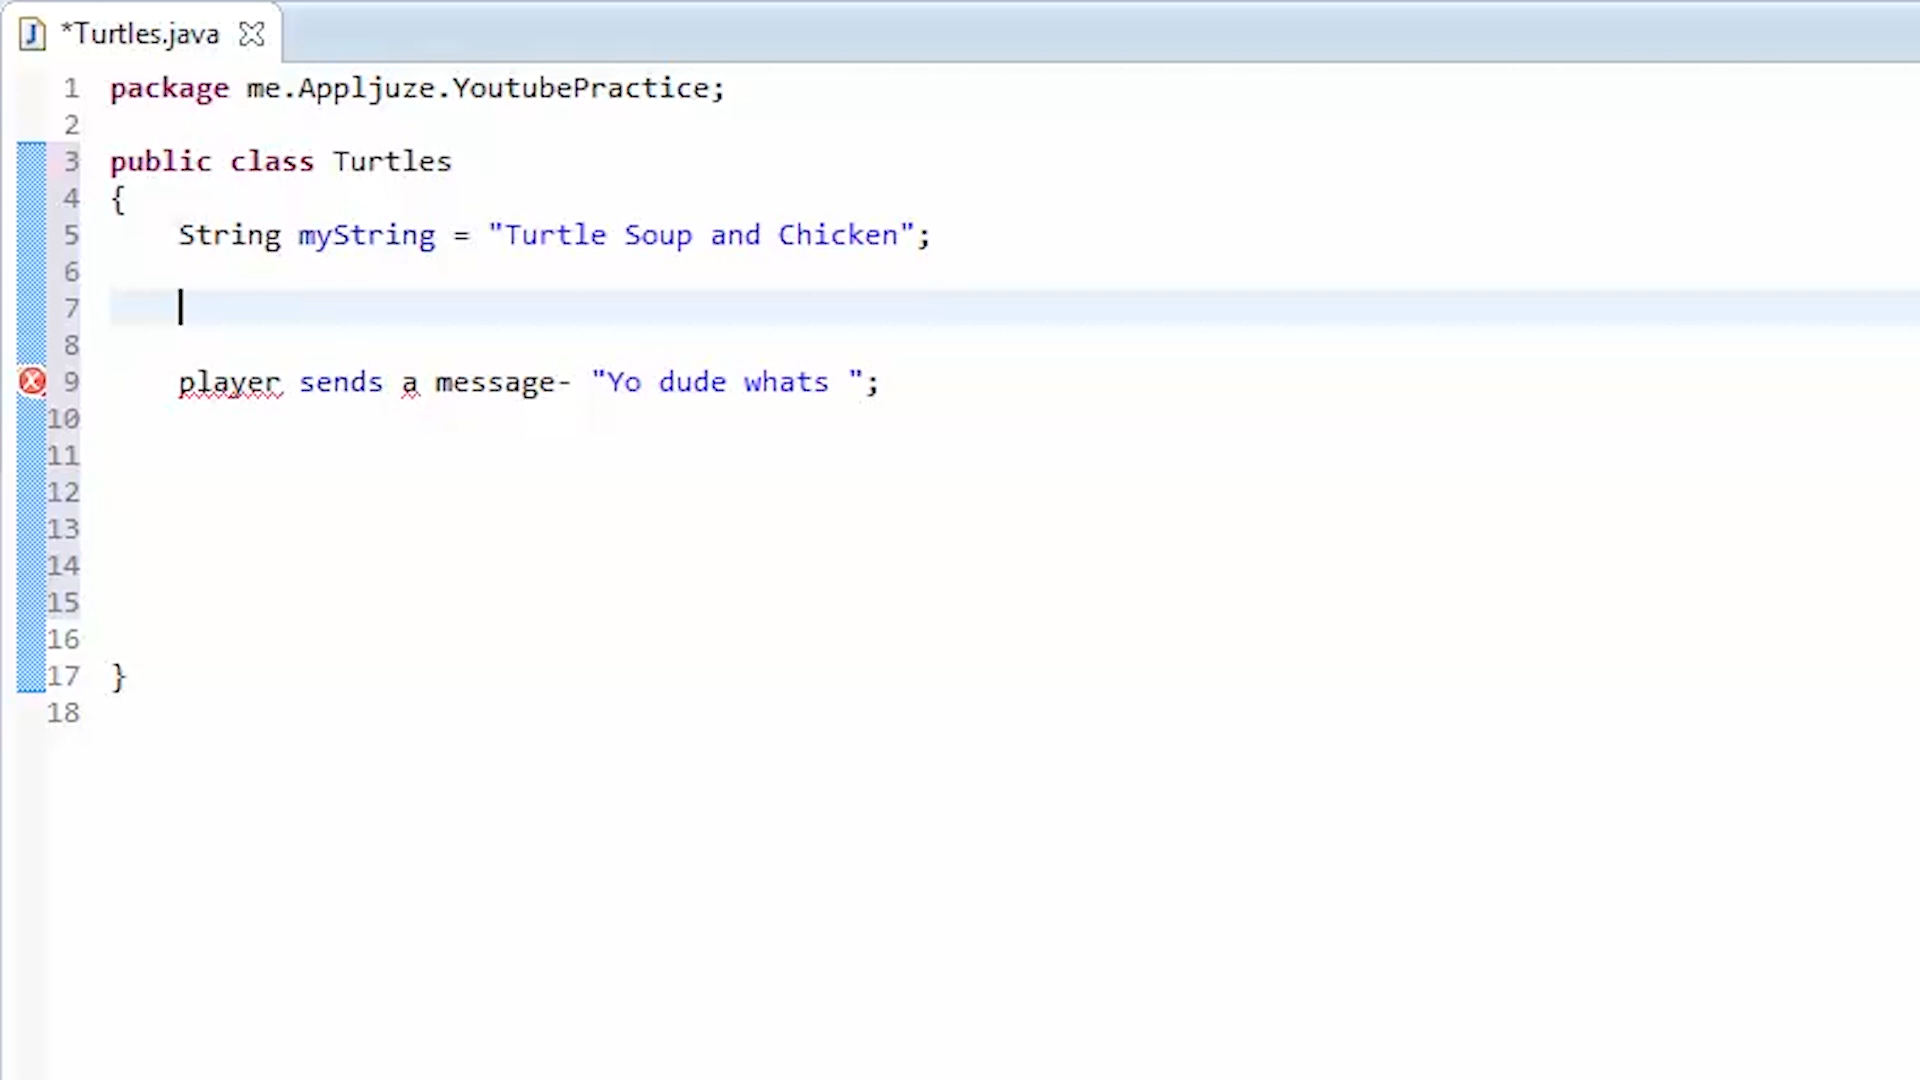 *Turtles.java
1 package me.Appljuze.YoutubePractice;
2
3 public class Turtles
4 {
5 String myString = "Turtle Soup and Chicken";
6
7
8
9 player sends a message- "Yo dude whats ";
10
11
12
13
14
15
16
17 }
18